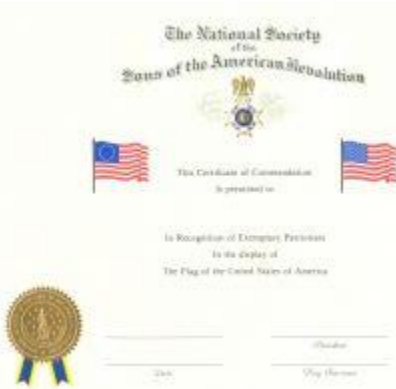 The National Society
of the
Sons of the American Revolution
This Certificate of Commendation
is presented to
In Recognition of Exemplary Patriotism
In the display of
The Flag of the United States of America
President
Date
Flag Chairman